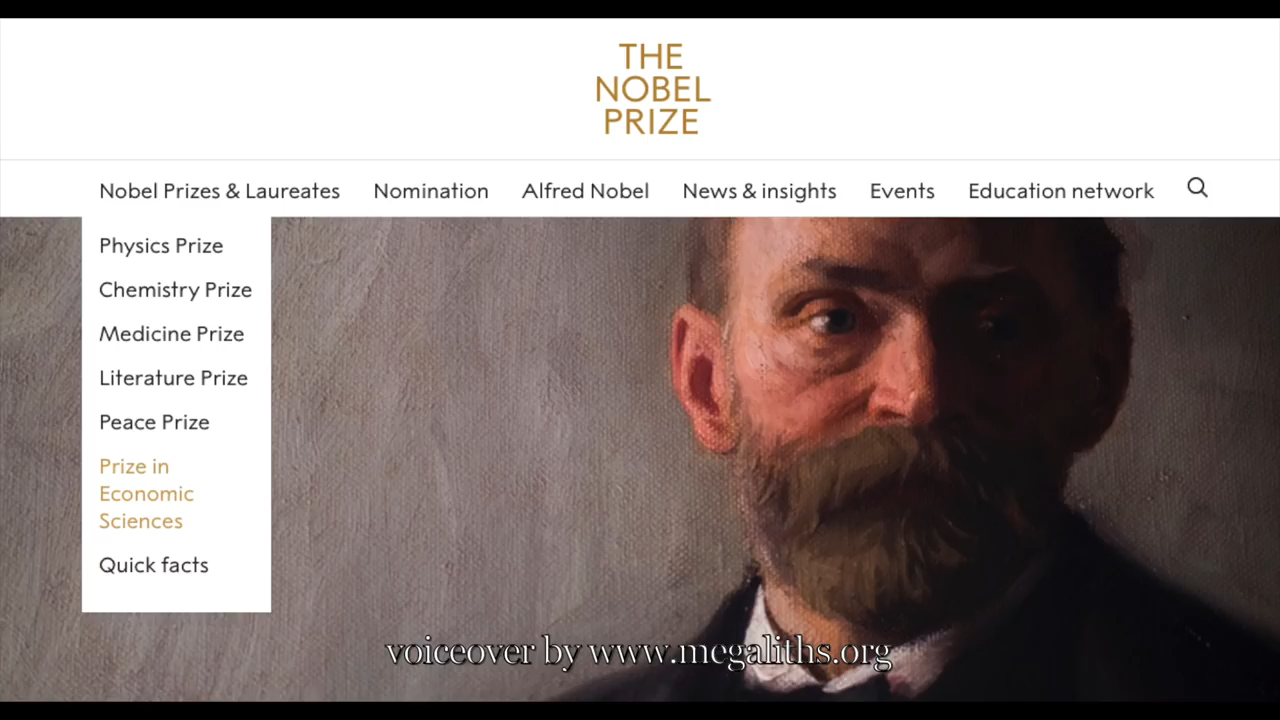 THE
NOBEL
PRIZE
Nobel Prizes & Laureates Nomination Alfred Nobel News & insights Events Education network
Physics Prize
Chemistry Prize
Medicine Prize
Literature Prize
Peace Prize
Prize in
Economic
Sciences
Quick facts
voiceover by www.megaliths.org